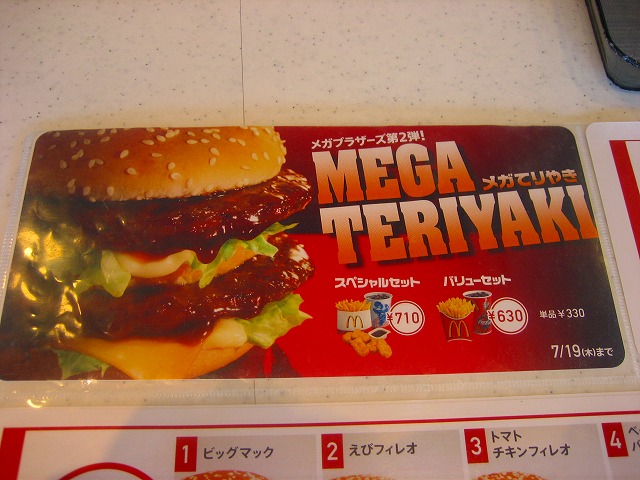 メガブラザーズ第2弾!
MEGA
メガてりやき
TERIYAKI
スペシャルセット
バリューセット
¥710
¥630
単品¥330
7/19(木)まで
1 ビッグマック
2 えびフィレオ
3 トマト
チキンフィレオ
4